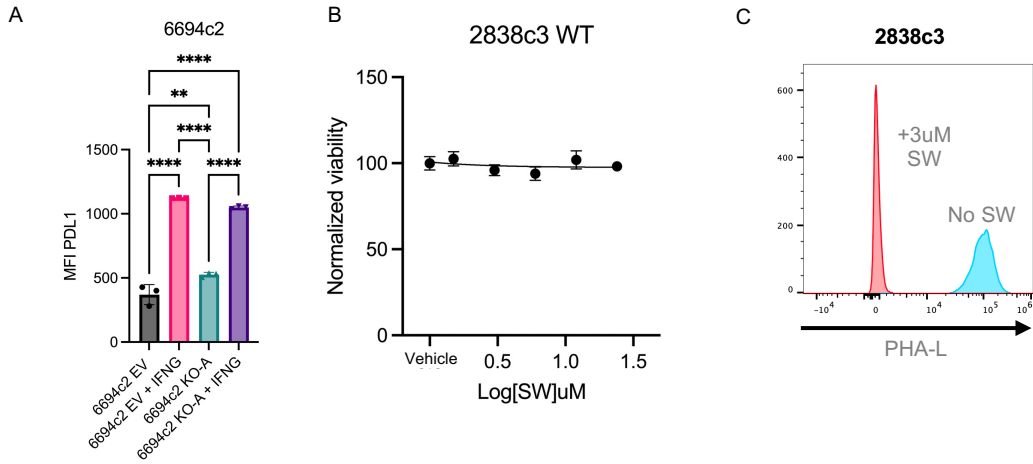 A
6694c2
****
**
****
****
****
1500
1000
500
0
MFI PDL1
6694c2 EV
6694c2 EV + IFNG
6694c2 KO-A
6694c2 KO-A + IFNG
B
2838c3 WT
150
100
50
0
Normalized viability
Vehicle
0.5
1.0
1.5
Log[SW]uM
C
2838c3
600
400
200
0
+3uM
SW
No SW
-10⁴
0
10⁴
10⁵
10⁶
PHA-L